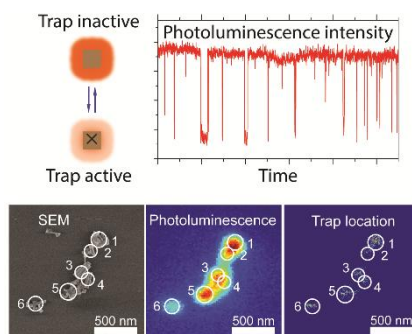 Trap inactive
Trap active
Photoluminescence intensity
Time
SEM
1
2
3
4
5
6
500 nm
Photoluminescence
1
2
3
4
5
6
500 nm
Trap location
1
2
3
4
5
6
500 nm